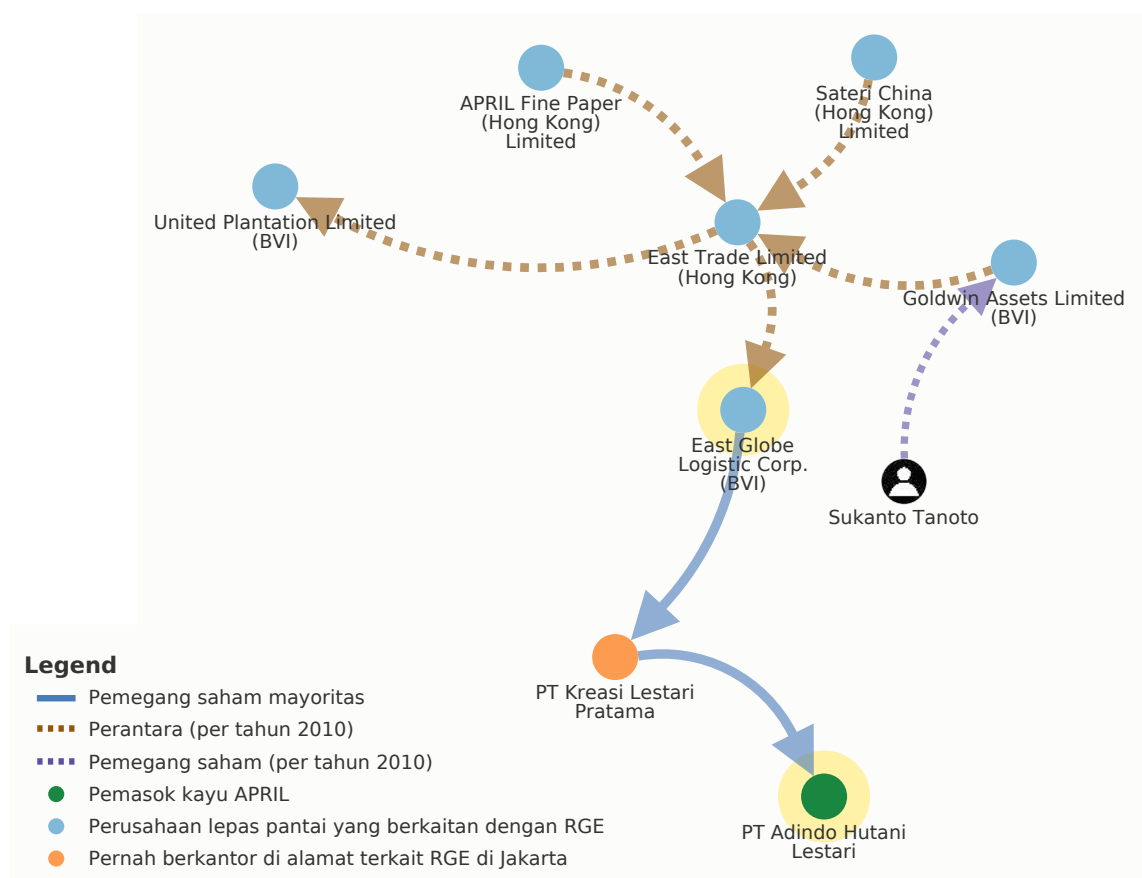 APRIL Fine Paper
(Hong Kong)
Limited
Sateri China
(Hong Kong)
Limited
United Plantation Limited
(BVI)
East Trade Limited
(Hong Kong)
Goldwin Assets Limited
(BVI)
East Globe
Logistic Corp.
(BVI)
Sukanto Tanoto
PT Kreasi Lestari
Pratama
PT Adindo Hutani
Lestari
Legend
Pemegang saham mayoritas
Perantara (per tahun 2010)
Pemegang saham (per tahun 2010)
Pemasok kayu APRIL
Perusahaan lepas pantai yang berkaitan dengan RGE
Pernah berkantor di alamat terkait RGE di Jakarta